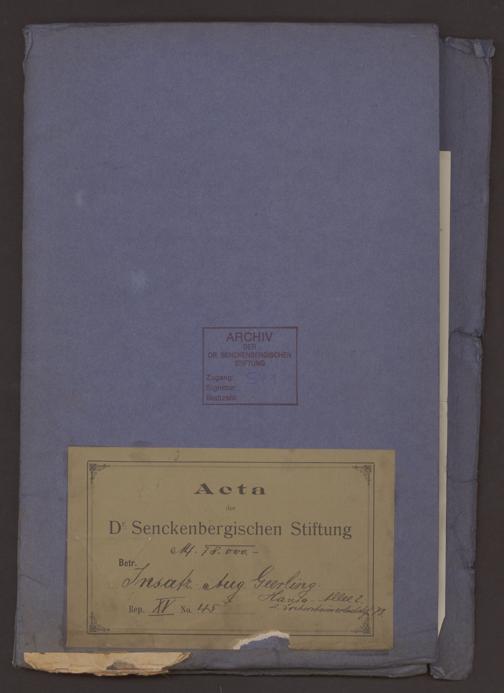 ARCHIV
DER
DR. SENCKENBERGISCHEN
STIFTUNG
Zugang:
Signatur:
Acta
der
Dr Senckenbergischen Stiftung
M. 78.000.-
Betr.
Insatz Aug Geerling
Hansa-Allee 2
Rep. XV No. 45